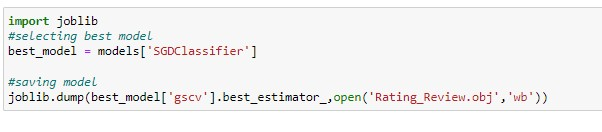 import joblib
#selecting best model
best_model = models['SGDClassifier']
#saving model
joblib.dump(best_model['gscv'].best_estimator_,open('Rating_Review.obj','wb'))